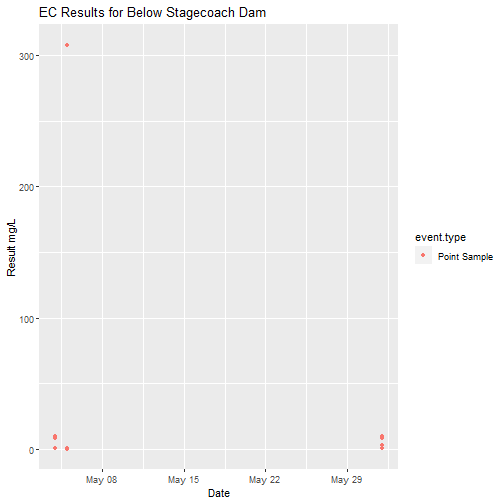 EC Results for Below Stagecoach Dam
300
200
100
0
Result mg/L
May 08
May 15
May 22
May 29
Date
event.type
Point Sample